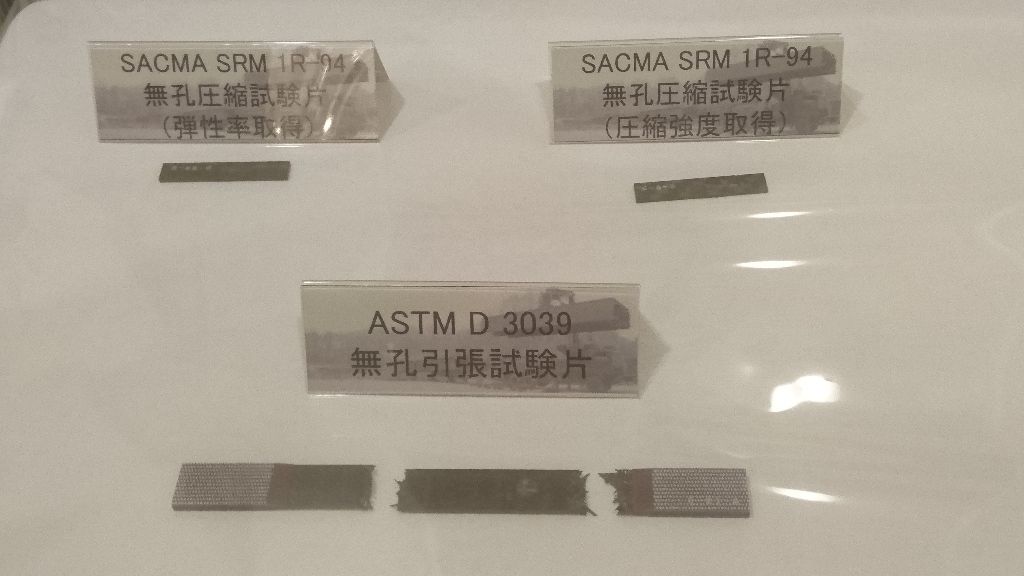 SACMA SRM 1R-94
無孔圧縮試験片
(弾性率取得)
SACMA SRM 1R-94
無孔圧縮試験片
(圧縮強度取得)
ASTM D 3039
無孔引張試験片